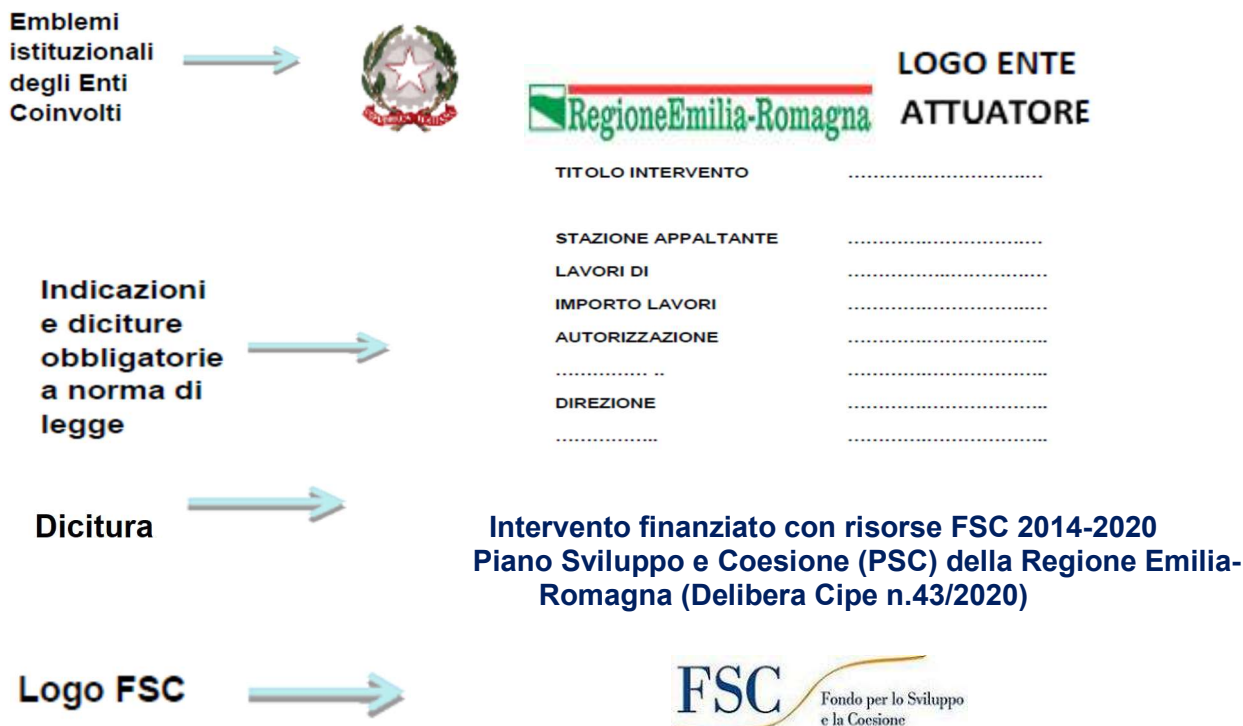 Emblemi
istituzionali
degli Enti
Coinvolti
REPVBBLICA ITALIANA
RegioneEmilia-Romagna
LOGO ENTE
ATTUATORE
Indicazioni
e diciture
obbligatorie
a norma di
legge
TITOLO INTERVENTO ................................
STAZIONE APPALTANTE ................................
LAVORI DI .................................
IMPORTO LAVORI .................................
AUTORIZZAZIONE .................................
............... .. .................................
DIREZIONE .................................
................. .................................
Dicitura
Intervento finanziato con risorse FSC 2014-2020
Piano Sviluppo e Coesione (PSC) della Regione Emilia-
Romagna (Delibera Cipe n.43/2020)
Logo FSC
FSC
Fondo per lo Sviluppo
e la Coesione